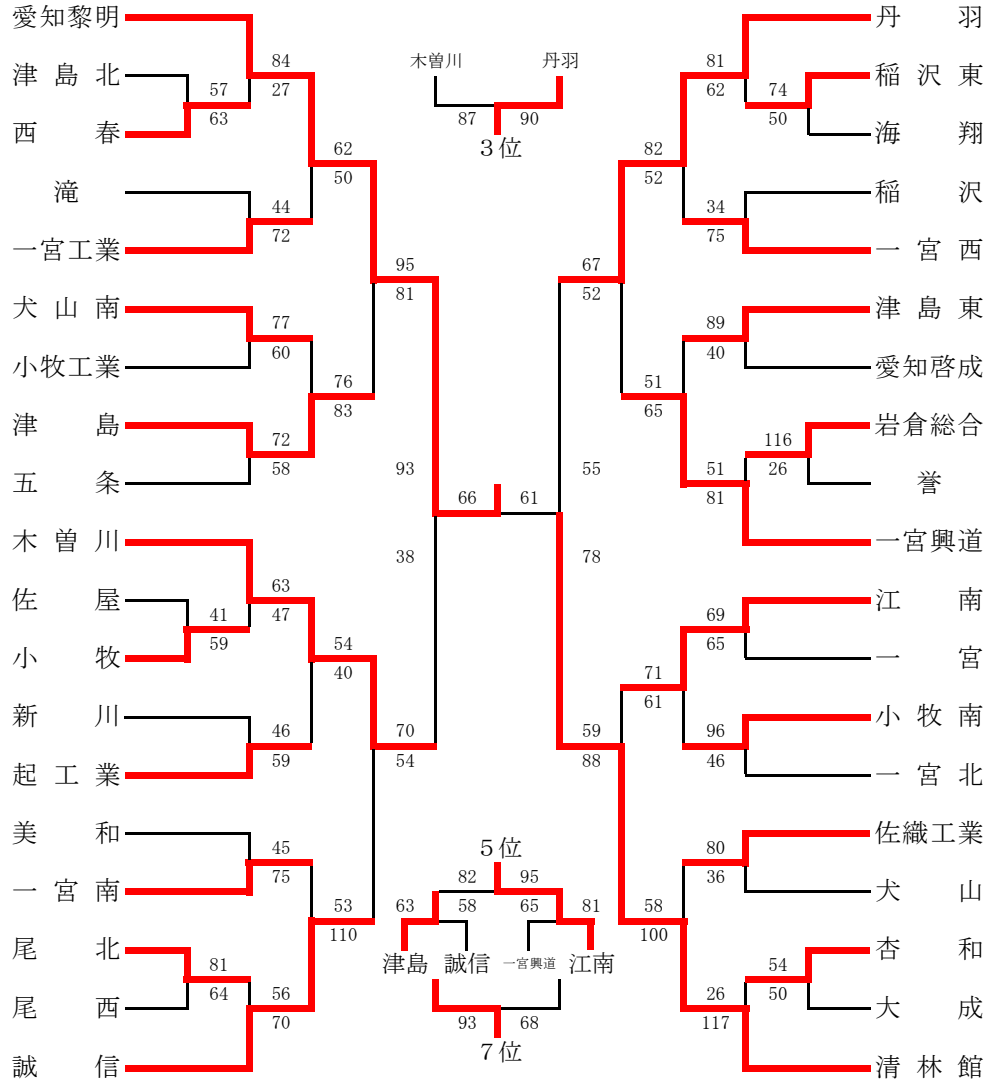 愛知黎明
津島北
西春
滝
一宮工業
犬山南
小牧工業
津島
五条
木曽川
佐屋
小牧
新川
起工業
美和
一宮南
尾北
尾西
誠信
57
63
84
27
44
72
62
50
77
60
72
58
76
83
95
81
41
59
63
47
46
59
54
40
45
75
81
64
56
70
53
110
70
54
93
38
木曽川 丹羽
87 90
3位
66 61
5位
82 95
63 58 65 81
津島 誠信 一宮興道 江南
93 68
7位
55
78
67
52
82
52
81
62
74
50
34
75
51
65
89
40
51
81
116
26
59
88
71
61
69
65
96
46
58
100
80
36
26
117
54
50
丹羽
稲沢東
海翔
稲沢
一宮西
津島東
愛知啓成
岩倉総合
誉
一宮興道
江南
一宮
小牧南
一宮北
佐織工業
犬山
杏和
大成
清林館